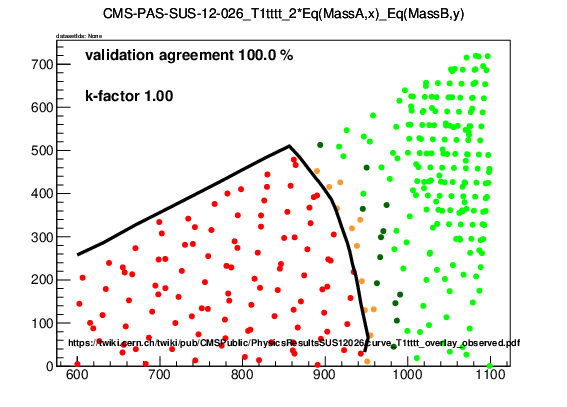 CMS-PAS-SUS-12-026_T1tttt_2*Eq(MassA,x)_Eq(MassB,y)
datasetIds: None
validation agreement 100.0 %
k-factor 1.00
700
600
500
400
300
200
100
https://twiki.cern.ch/twiki/pub/CMSPublic/PhysicsResultsSUS12026/curve_T1tttt_overlay_observed.pdf
0
600 700 800 900 1000 1100